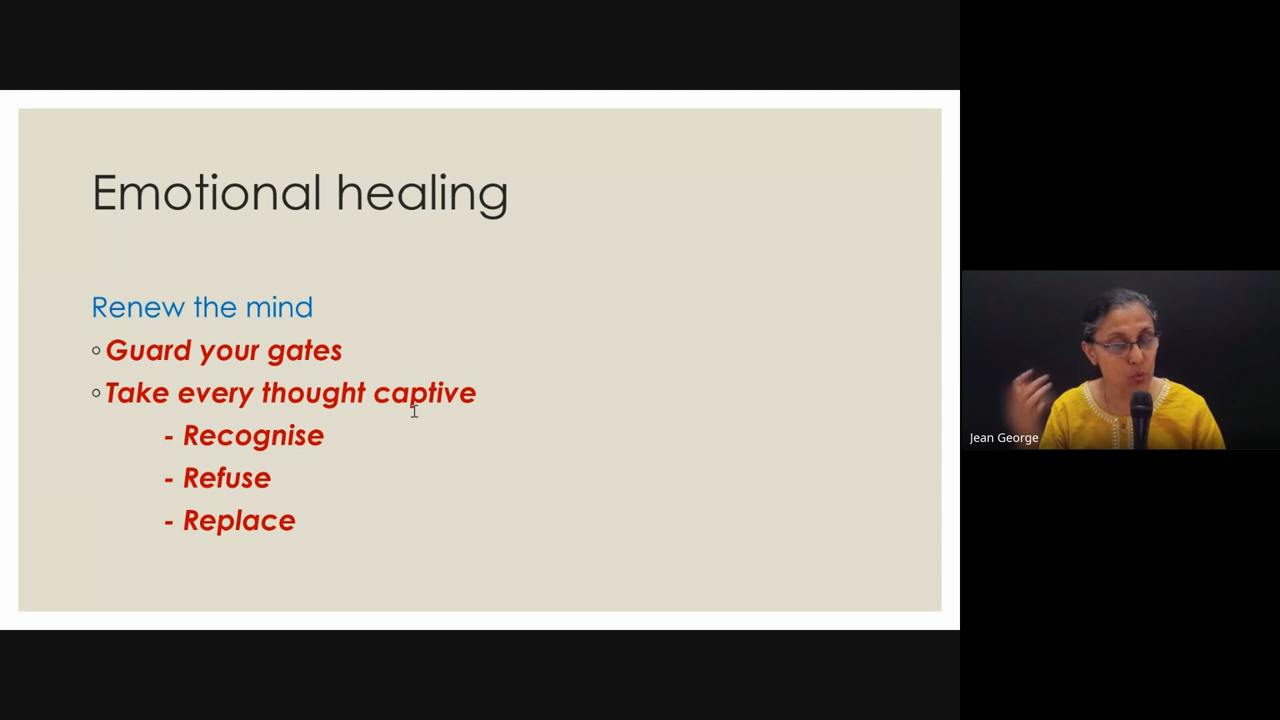 Emotional healing
Renew the mind
◦Guard your gates
◦Take every thought captive
- Recognise
- Refuse
- Replace
Jean George